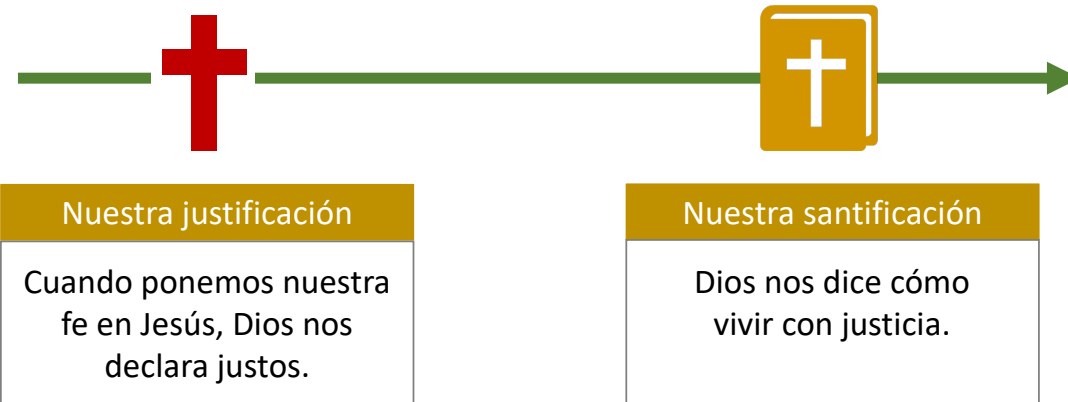 Nuestra justificación
Cuando ponemos nuestra
fe en Jesús, Dios nos
declara justos.
Nuestra santificación
Dios nos dice cómo
vivir con justicia.